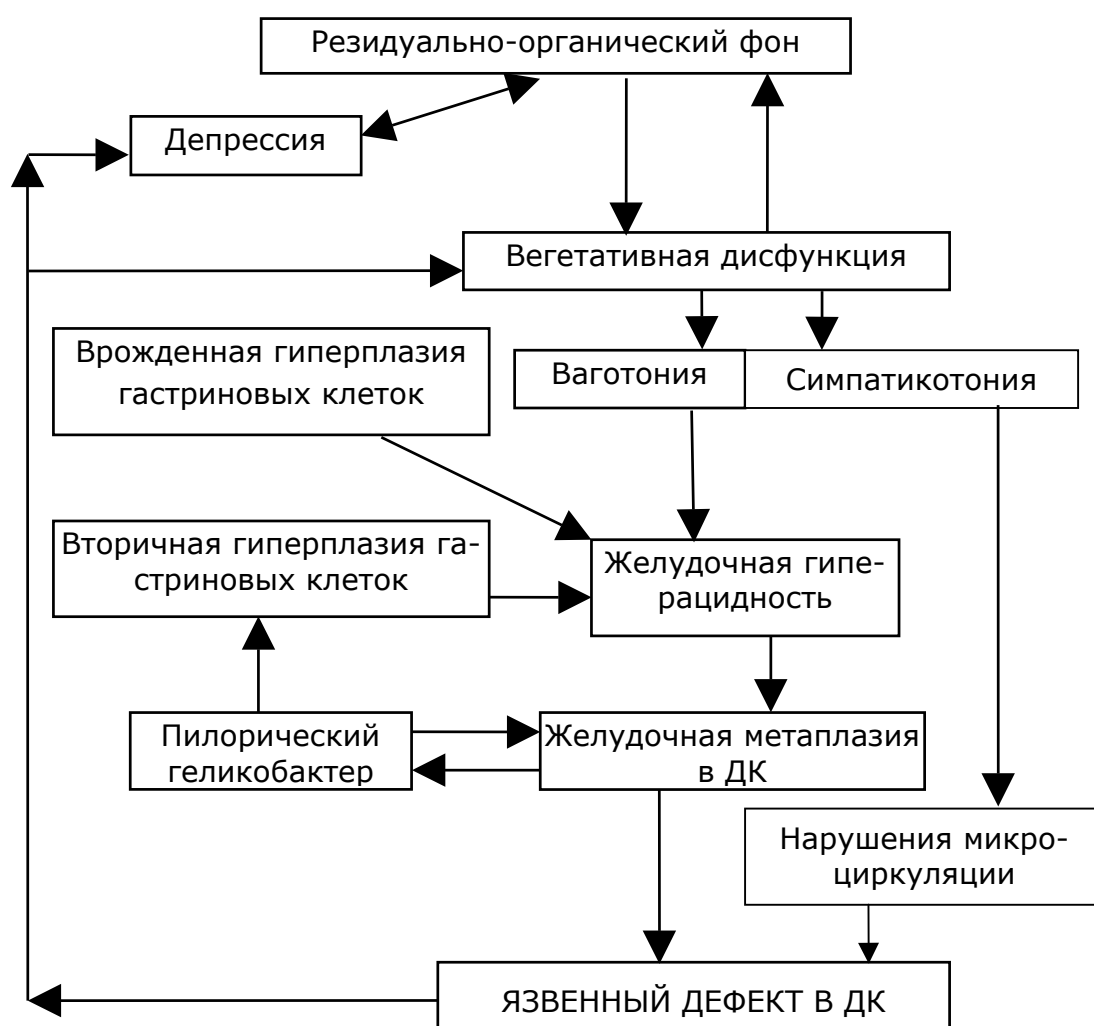 Резидуально-органический фон
Депрессия
Вегетативная дисфункция
Врожденная гиперплазия
гастриновых клеток
Ваготония
Симпатикотония
Вторичная гиперплазия га-
стриновых клеток
Желудочная гипе-
рацидность
Пилорический
геликобактер
Желудочная метаплазия
в ДК
Нарушения микро-
циркуляции
ЯЗВЕННЫЙ ДЕФЕКТ В ДК